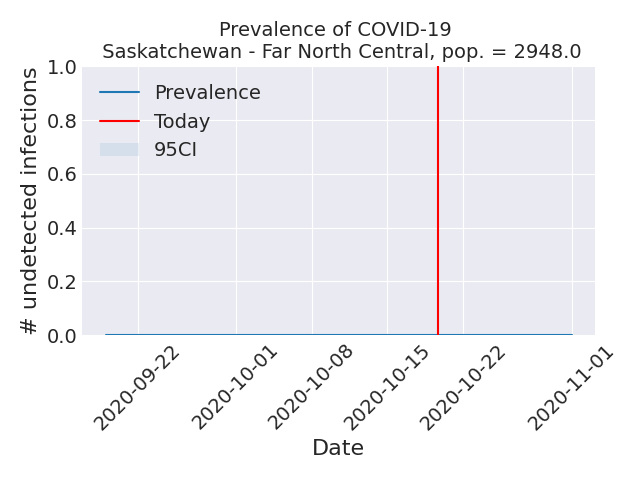 Prevalence of COVID-19
Saskatchewan - Far North Central, pop. = 2948.0
1.0
0.8
0.6
0.4
0.2
0.0
# undetected infections
Prevalence
Today
95CI
2020-09-22
2020-10-01
2020-10-08
2020-10-15
2020-10-22
2020-11-01
Date